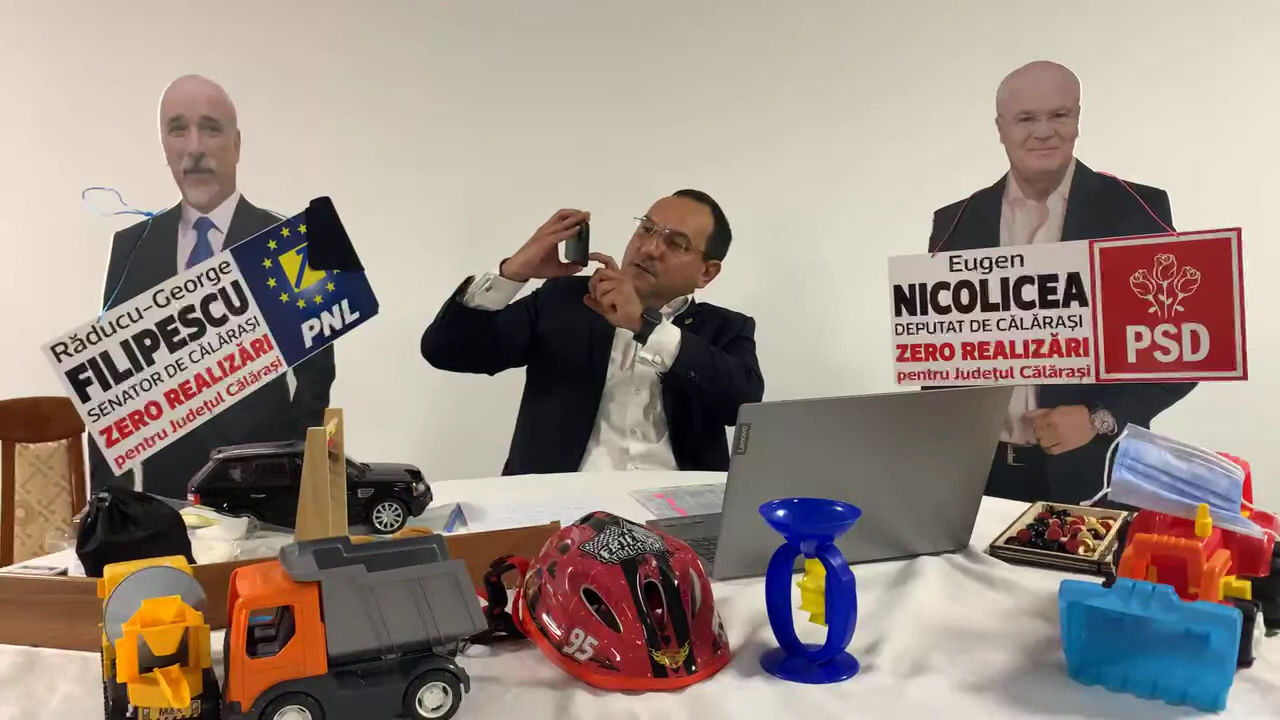 Răducu-George
FILIPESCU
SENATOR DE CĂLĂRAȘI
ZERO REALIZĂRI
pentru Județul Călărași
PNL
Eugen
NICOLICEA
DEPUTAT DE CĂLĂRAȘI
ZERO REALIZĂRI
pentru Județul Călărași
PSD
Lenovo
95